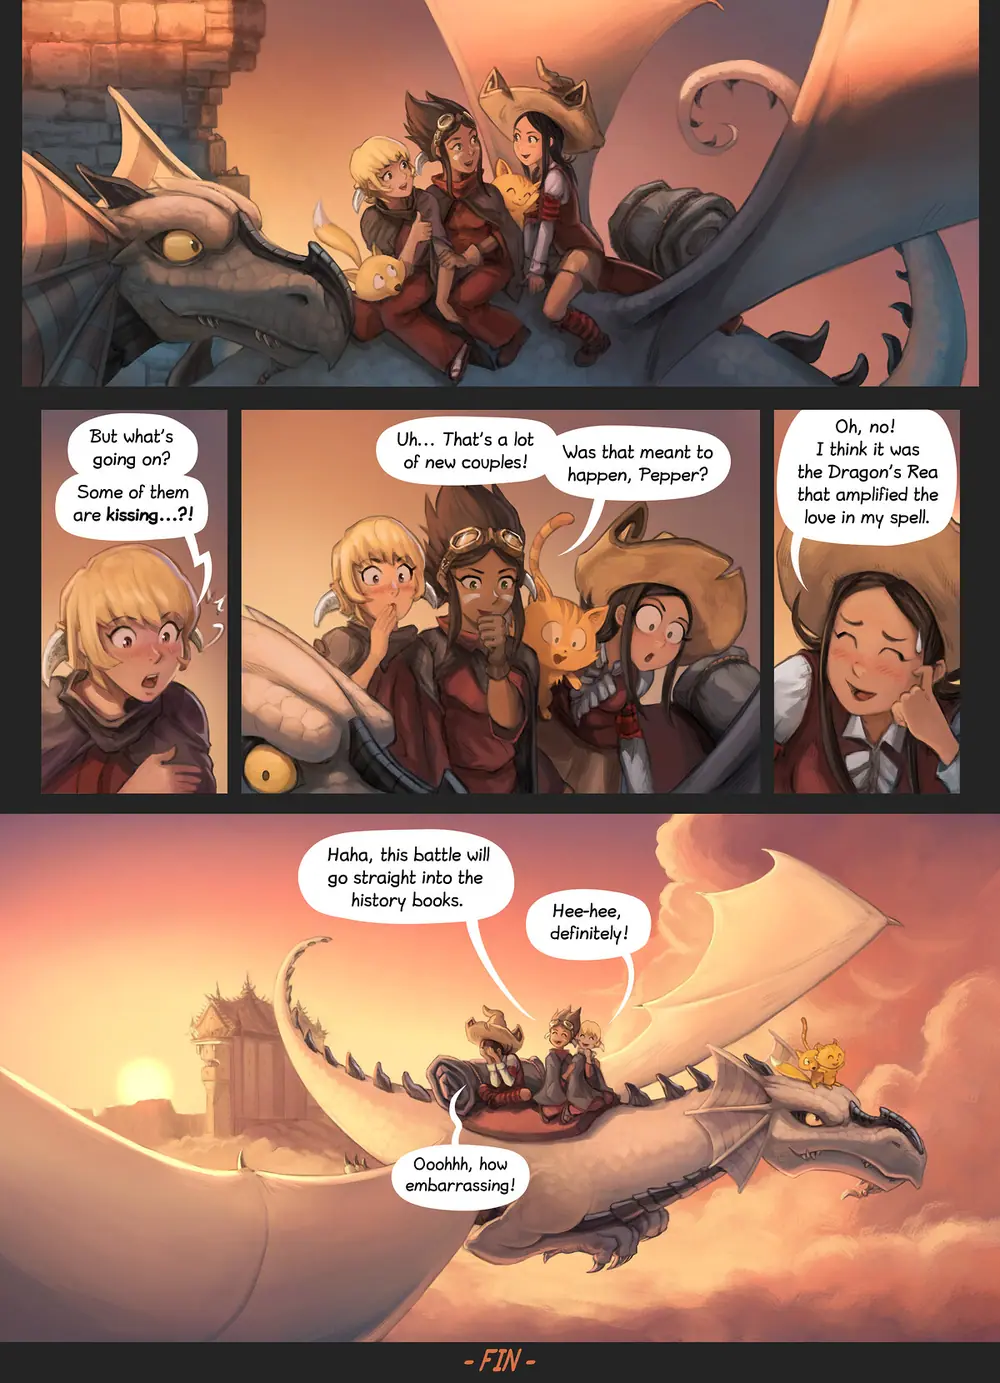 But what's
going on?
Some of them
are kissing...?!
Uh... That's a lot
of new couples!
Was that meant to
happen, Pepper?
Oh, no!
I think it was
the Dragon's Rea
that amplified the
love in my spell.
Haha, this battle will
go straight into the
history books.
Hee-hee,
definitely!
Ooohhh, how
embarrassing!
- FIN -